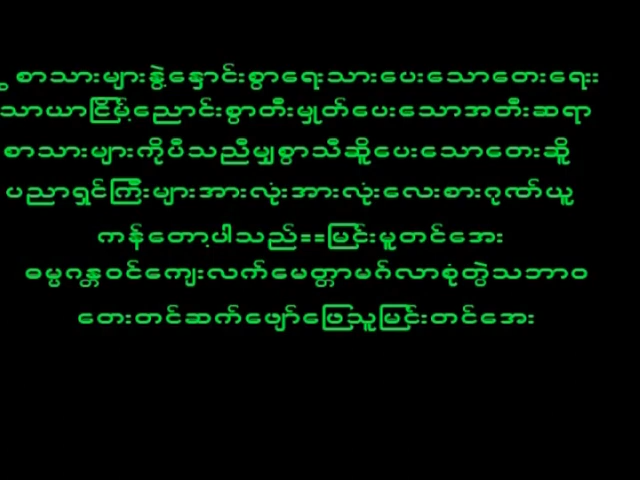 စာသားများနွဲ့နှောင်းစွာရေးသားပေးသောတေးရေး
သာယာငြိမ့်ညောင်းစွာတီးမှုတ်ပေးသောအတီးဆရာ
စာသားများကိုပီသညီမျှစွာသီဆိုပေးသောတေးဆို
ပညာရှင်ကြီးများအားလုံးအားလုံးလေးစားဂုဏ်ယူ
ကန်တော့ပါသည်==မြင်းမူတင်အေး
ဓမ္မဂန္တဝင်ကျေးလက်မေတ္တာမဂ်လာစုံတွဲသဘာဝ
တေးတင်ဆက်ဖျော်ဖြေသူမြင်းတင်အေး